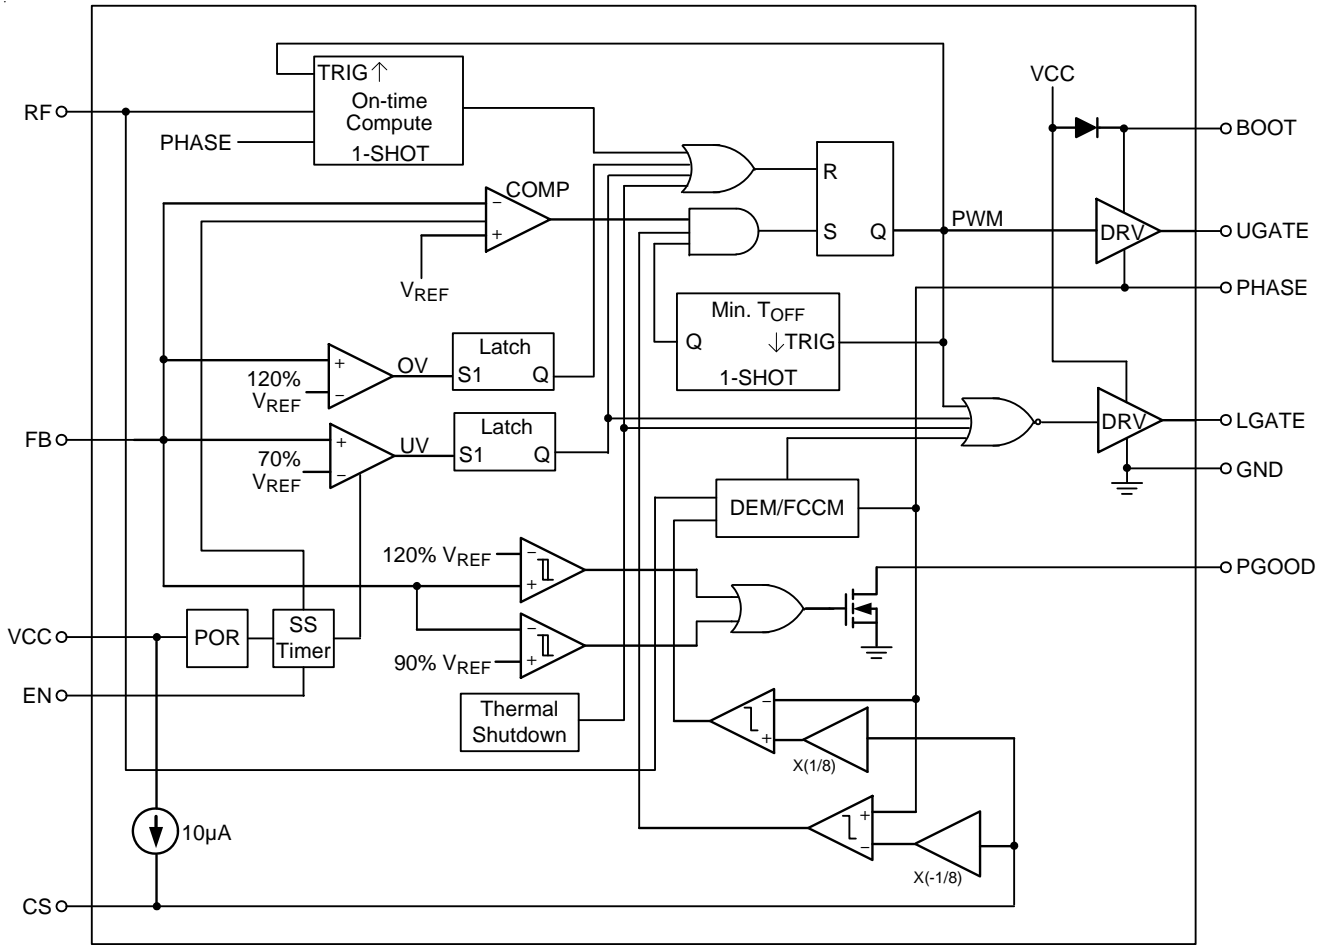 VCC
TRIG ↑
RF
On-time
Compute
BOOT
PHASE
1-SHOT
R
COMP
−
+
PWM
S
Q
DRV
UGATE
VREF
PHASE
Min. TOFF
Q
↓TRIG
1-SHOT
Latch
+
OV
S1
Q
120%
VREF
−
Latch
DRV
LGATE
FB
+
UV
S1
Q
70%
VREF
−
GND
DEM/FCCM
120% VREF
−
+
PGOOD
VCC
POR
SS
Timer
−
90% VREF
+
EN
Thermal
Shutdown
−
+
X(1/8)
+
10µA
−
X(-1/8)
CS